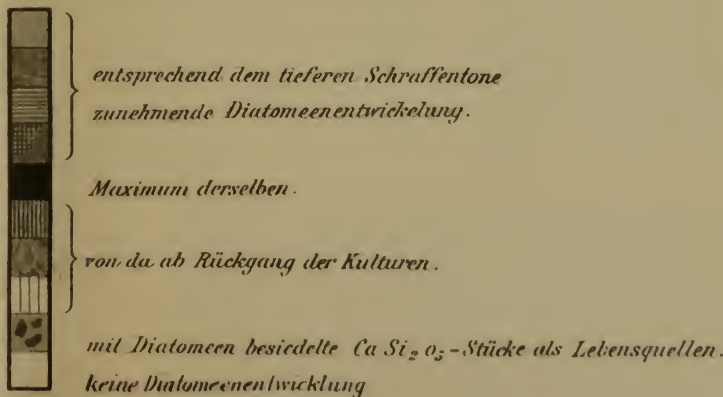 entsprechend dem tieferen Schraffentone
zunehmende Diatomeenentwickelung.
Maximum derselben.
von da ab Rückgang der Kulturen.
mit Diatomeen besiedelte Ca Si₂ O₅-Stücke als Lebensquellen.
keine Diatomeenentwicklung